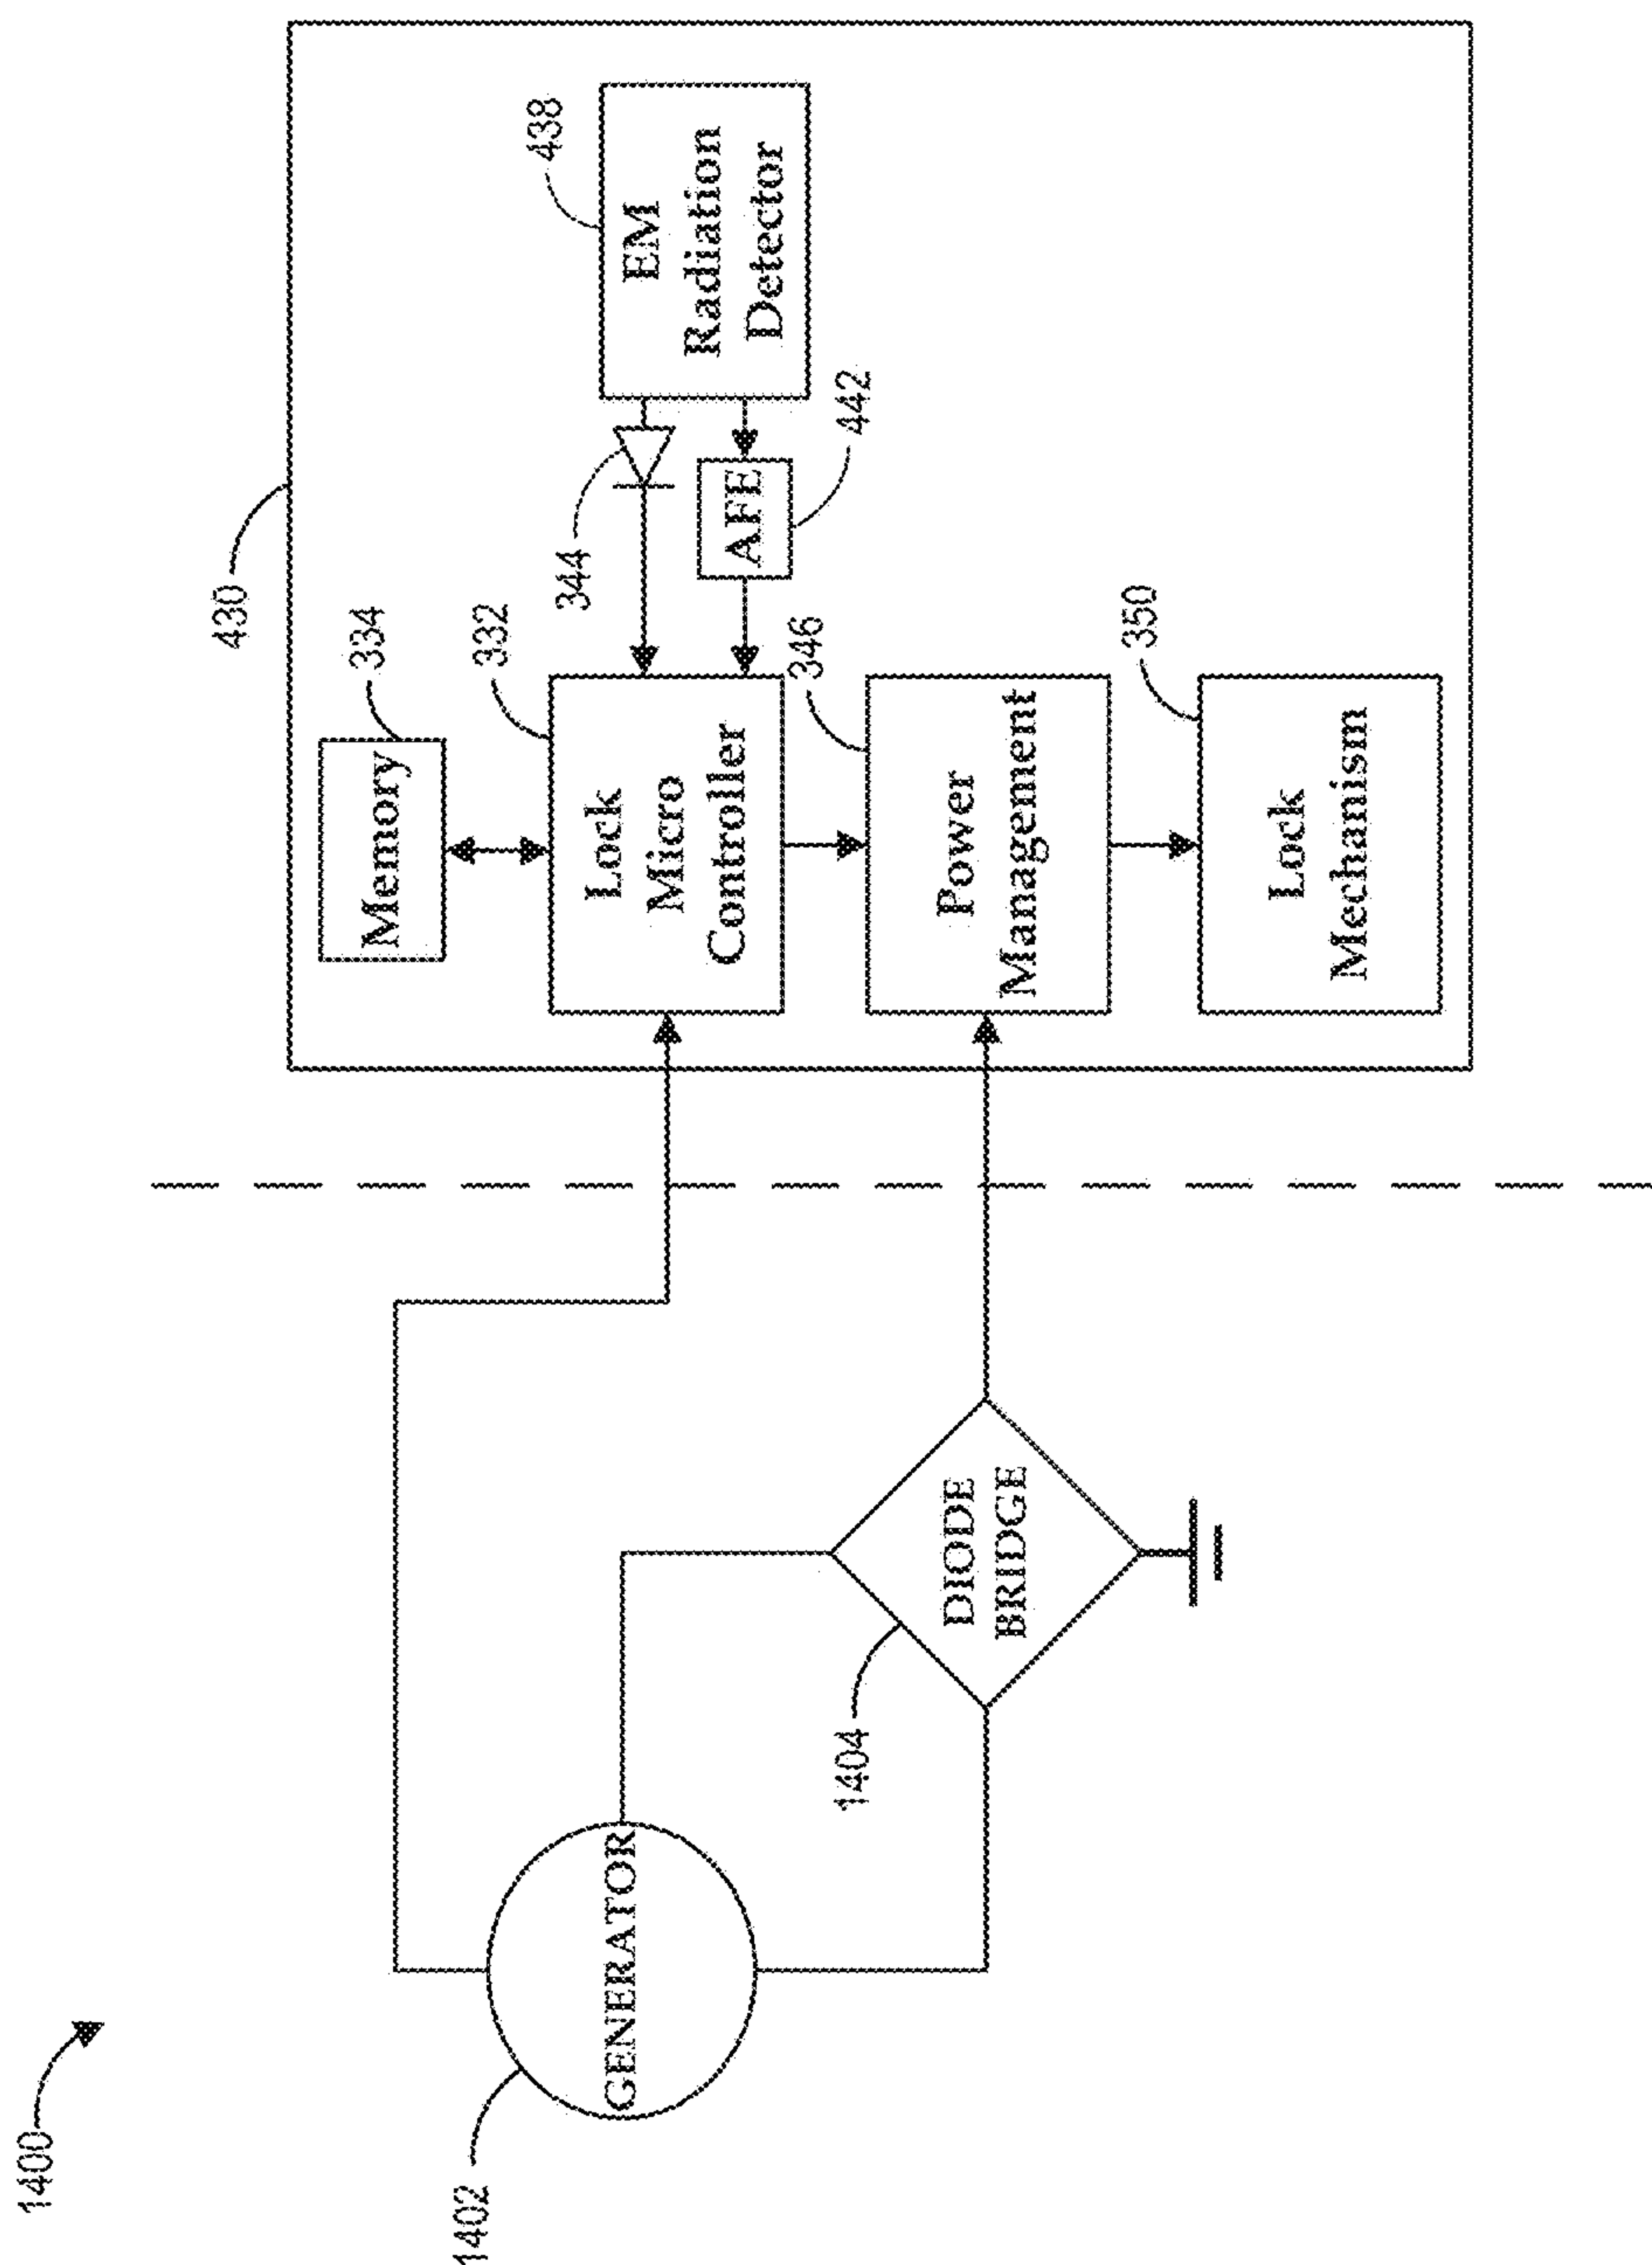 1400
430
334
Memory
332
Lock
Micro
Controller
344
438
EM
Radiation
Detector
AFE
442
346
Power
Management
350
Lock
Mechanism
1402
GENERATOR
1404
DIODE
BRIDGE